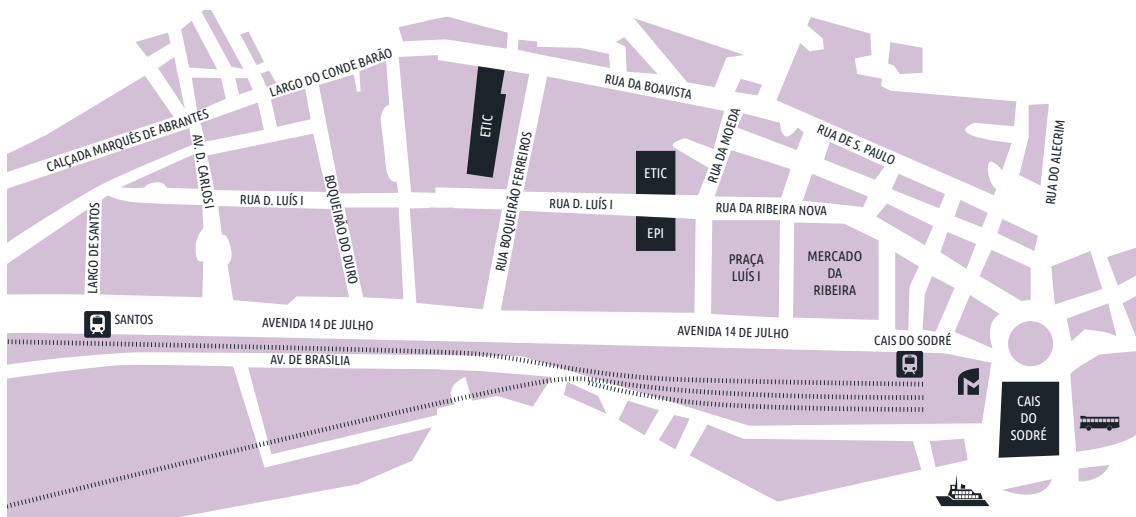 LARGO DO CONDE BARÃO
CALÇADA MARQUÊS DE ABRANTES
AV. D. CARLOS I
ETIC
RUA DA BOAVISTA
RUA DA MOEDA
RUA DE S. PAULO
RUA DO ALECRIM
BOQUEIRÃO DO DURO
RUA BOQUEIRÃO FERREIROS
ETIC
RUA D. LUÍS I
RUA D. LUÍS I
RUA DA RIBEIRA NOVA
EPI
LARGO DE SANTOS
PRAÇA
LUÍS I
MERCADO
DA
RIBEIRA
SANTOS
AVENIDA 14 DE JULHO
AVENIDA 14 DE JULHO
CAIS DO SODRÉ
AV. DE BRASÍLIA
CAIS
DO
SODRÉ